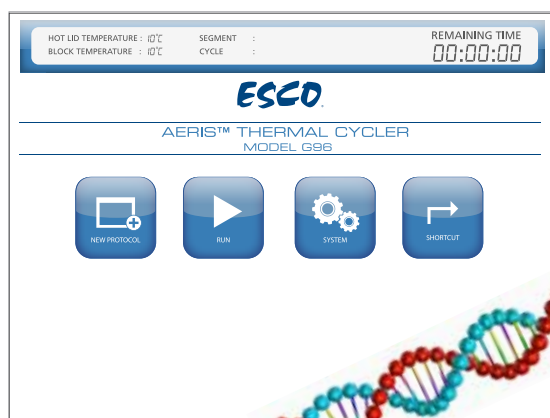 HOT LID TEMPERATURE : 10°C SEGMENT : REMAINING TIME
BLOCK TEMPERATURE : 10°C CYCLE : 00:00:00
ESCO
AERIS™ THERMAL CYCLER
MODEL G96
NEW PROTOCOL RUN SYSTEM SHORTCUT